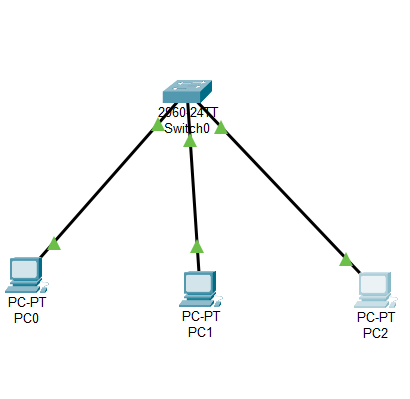 2960-24TT
Switch0
PC-PT
PC0
PC-PT
PC1
PC-PT
PC2